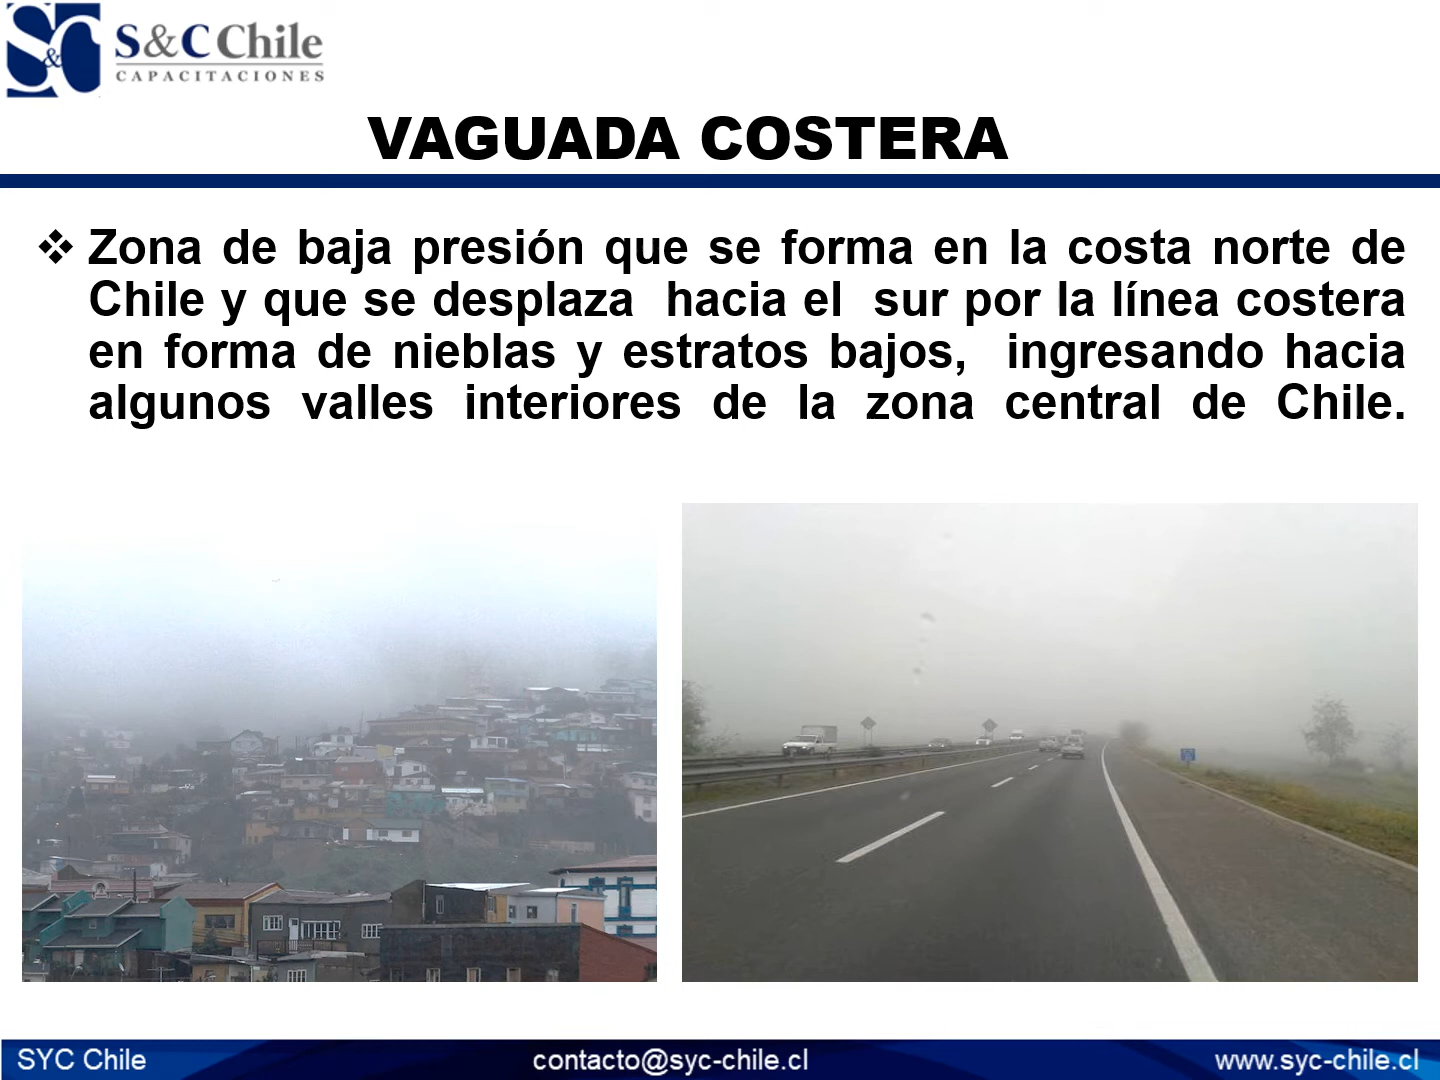 S&C
S&C Chile
CAPACITACIONES
VAGUADA COSTERA
❖ Zona de baja presión que se forma en la costa norte de
Chile y que se desplaza hacia el sur por la línea costera
en forma de nieblas y estratos bajos, ingresando hacia
algunos valles interiores de la zona central de Chile.
SYC Chile
contacto@syc-chile.cl
www.syc-chile.cl